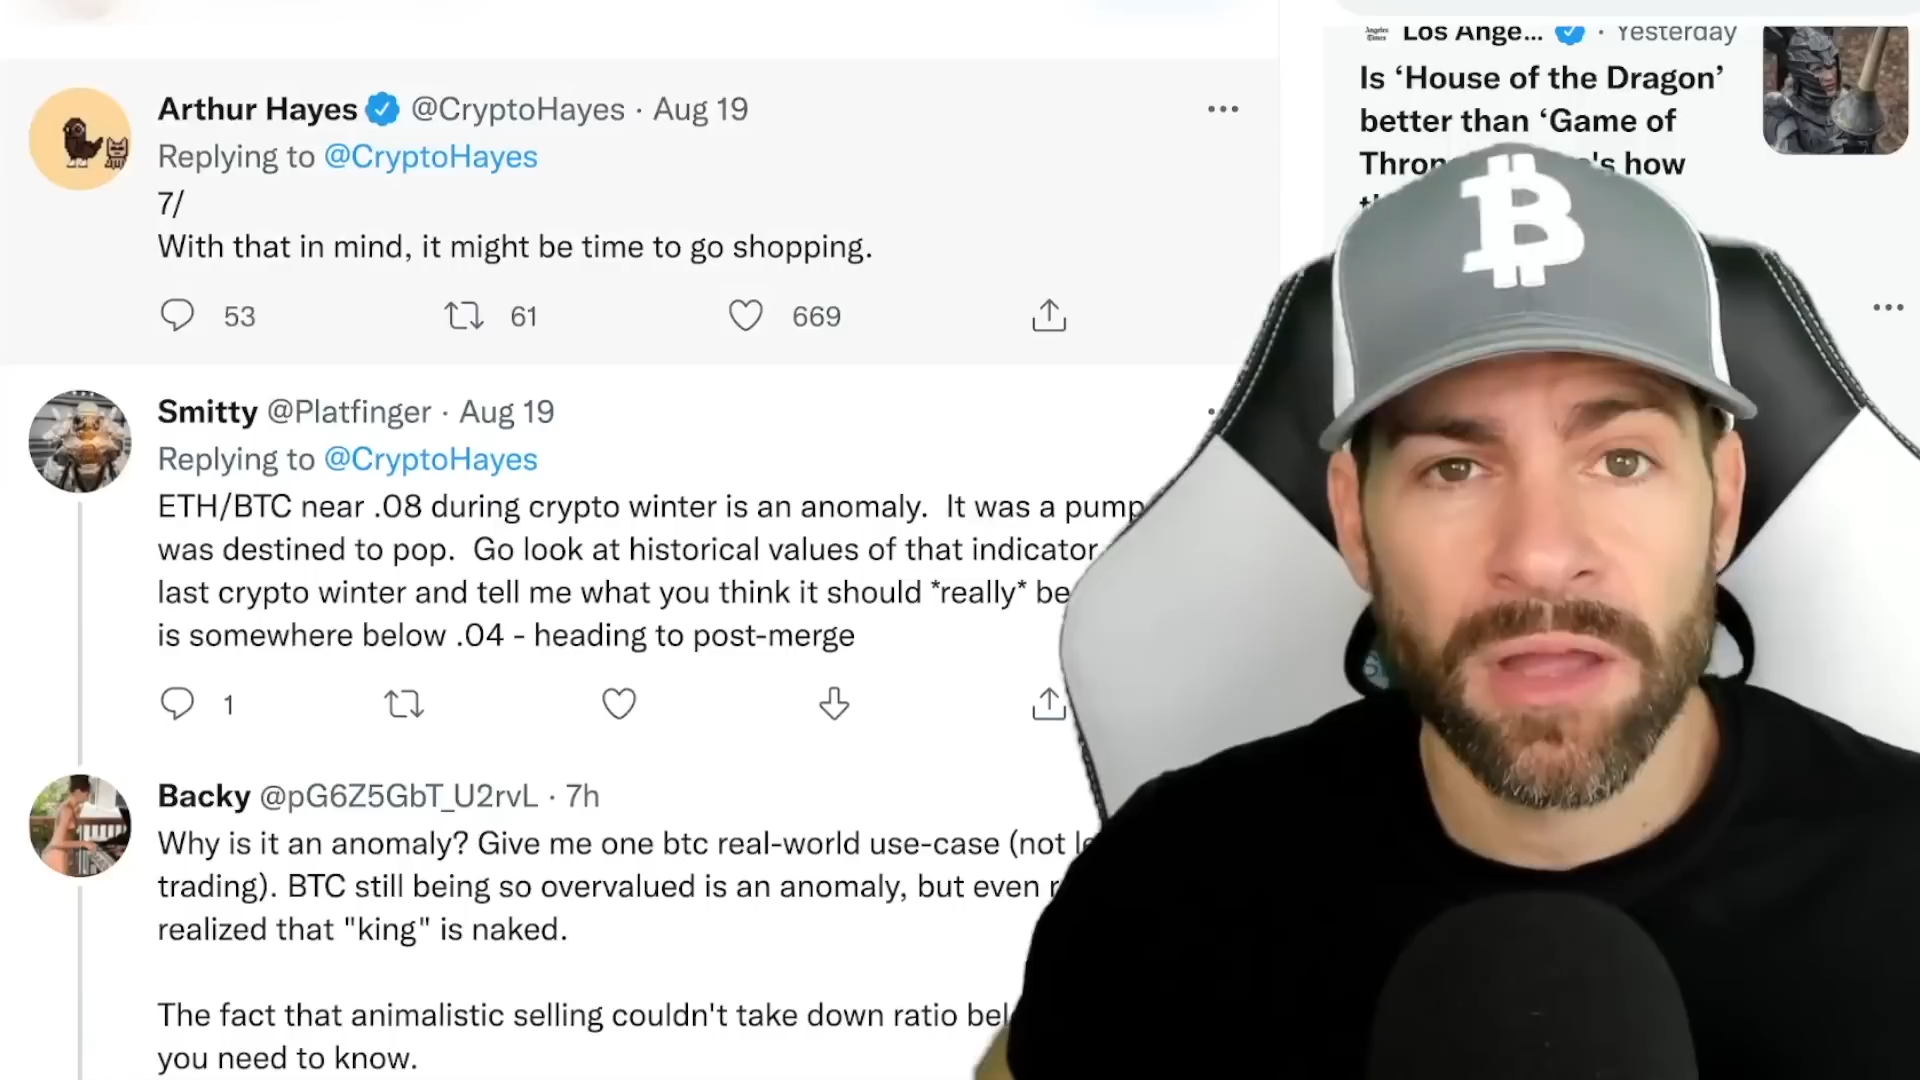 Arthur Hayes @CryptoHayes · Aug 19
Replying to @CryptoHayes
7/
With that in mind, it might be time to go shopping.
53 61 669
Smitty @Platfinger · Aug 19
Replying to @CryptoHayes
ETH/BTC near .08 during crypto winter is an anomaly. It was a pump
was destined to pop. Go look at historical values of that indicator
last crypto winter and tell me what you think it should *really* be
is somewhere below .04 - heading to post-merge
1
Backy @pG6Z5GbT_U2rvL · 7h
Why is it an anomaly? Give me one btc real-world use-case (not
trading). BTC still being so overvalued is an anomaly, but even
realized that "king" is naked.
The fact that animalistic selling couldn't take down ratio
you need to know.
Los Ange... · Yesterday
Angeles
Times
Is ‘House of the Dragon’
better than ‘Game of
how